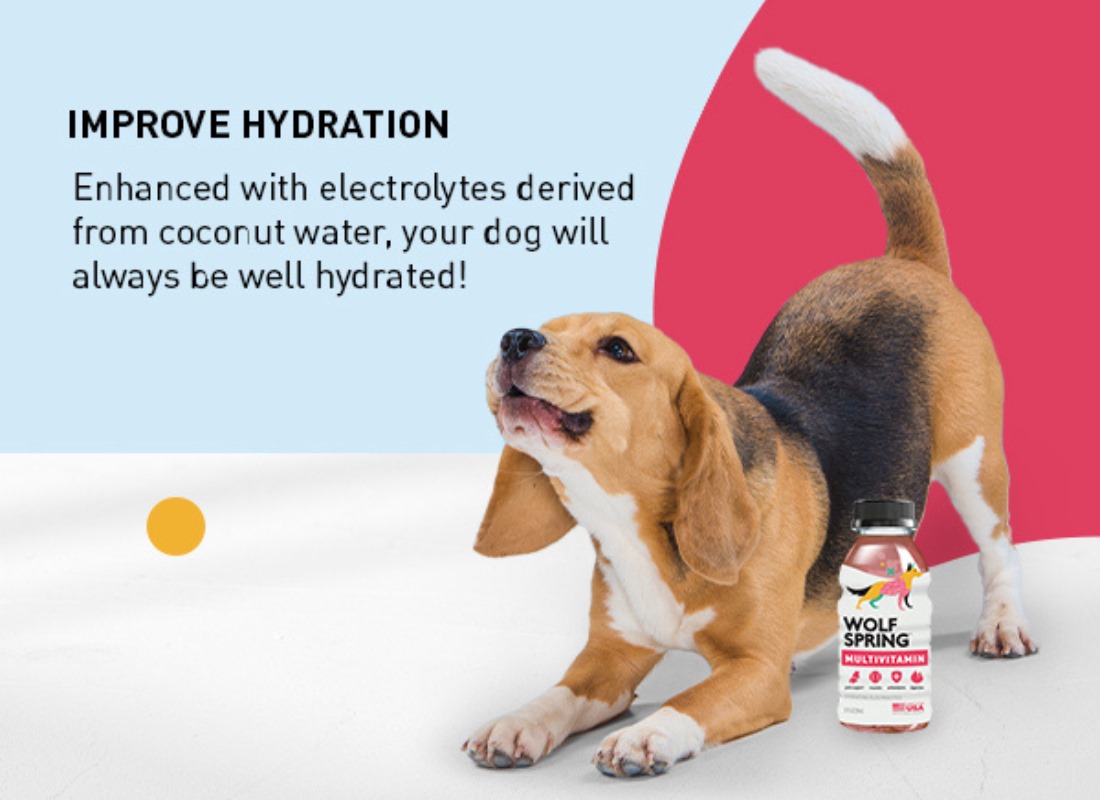 IMPROVE HYDRATION
Enhanced with electrolytes derived
from coconut water, your dog will
always be well hydrated!
WOLF
SPRING
MULTIVITAMIN
USA